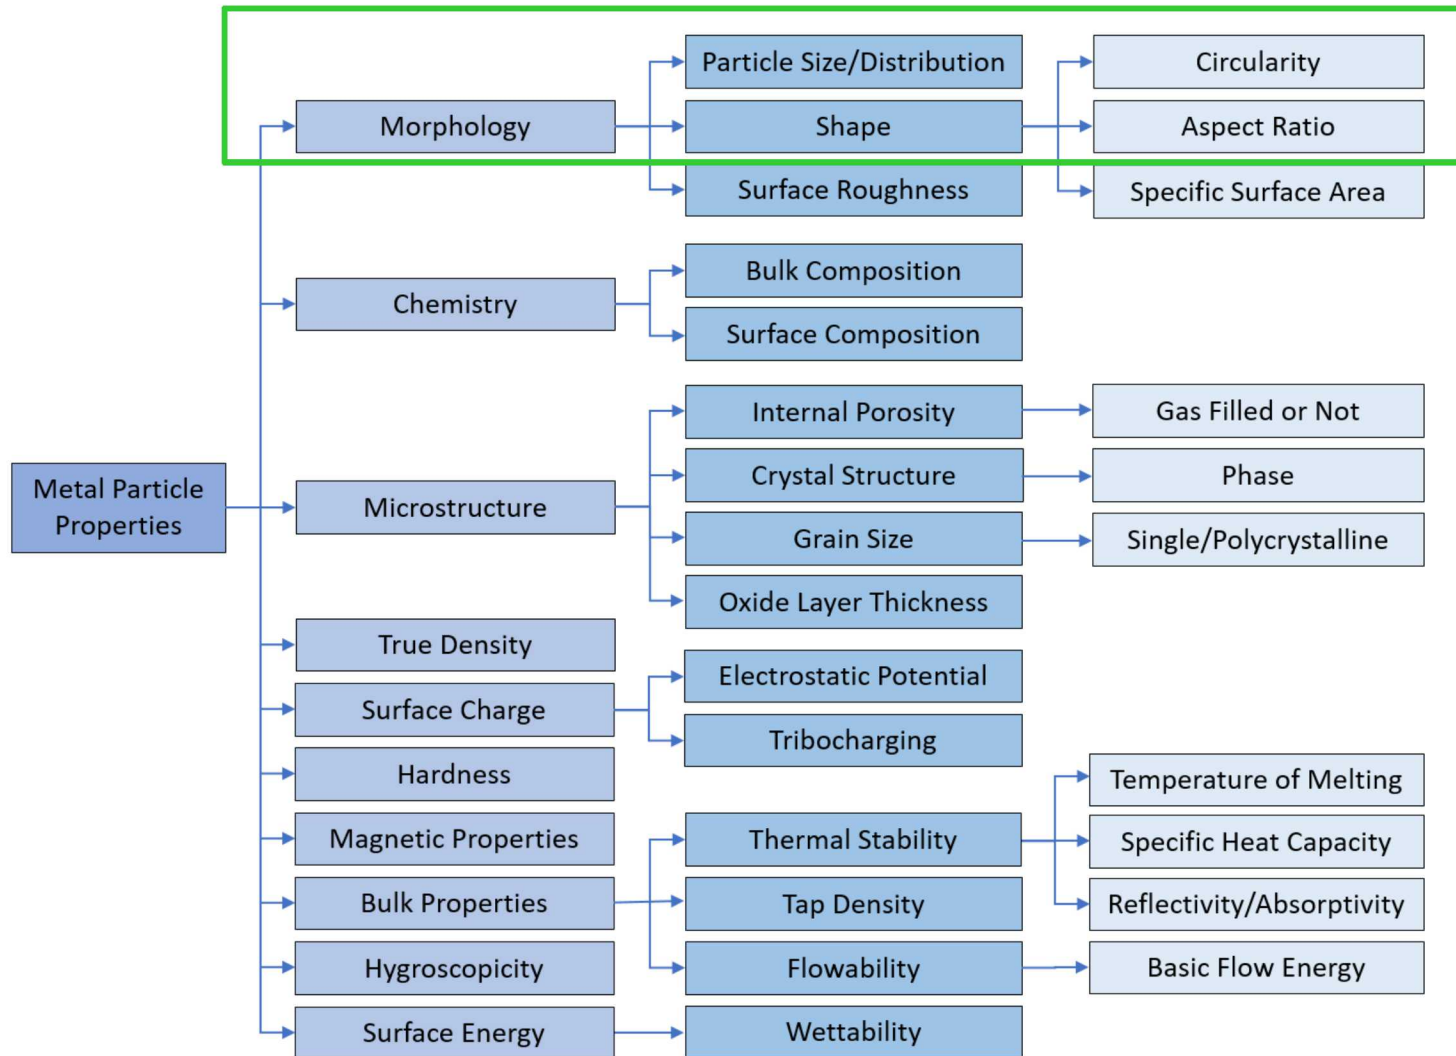 Particle Size/Distribution
Circularity
Morphology
Shape
Aspect Ratio
Surface Roughness
Specific Surface Area
Bulk Composition
Chemistry
Surface Composition
Internal Porosity
Gas Filled or Not
Crystal Structure
Phase
Metal Particle
Properties
Microstructure
Grain Size
Single/Polycrystalline
Oxide Layer Thickness
True Density
Electrostatic Potential
Surface Charge
Tribocharging
Hardness
Temperature of Melting
Magnetic Properties
Thermal Stability
Specific Heat Capacity
Bulk Properties
Tap Density
Reflectivity/Absorptivity
Hygroscopicity
Flowability
Basic Flow Energy
Surface Energy
Wettability